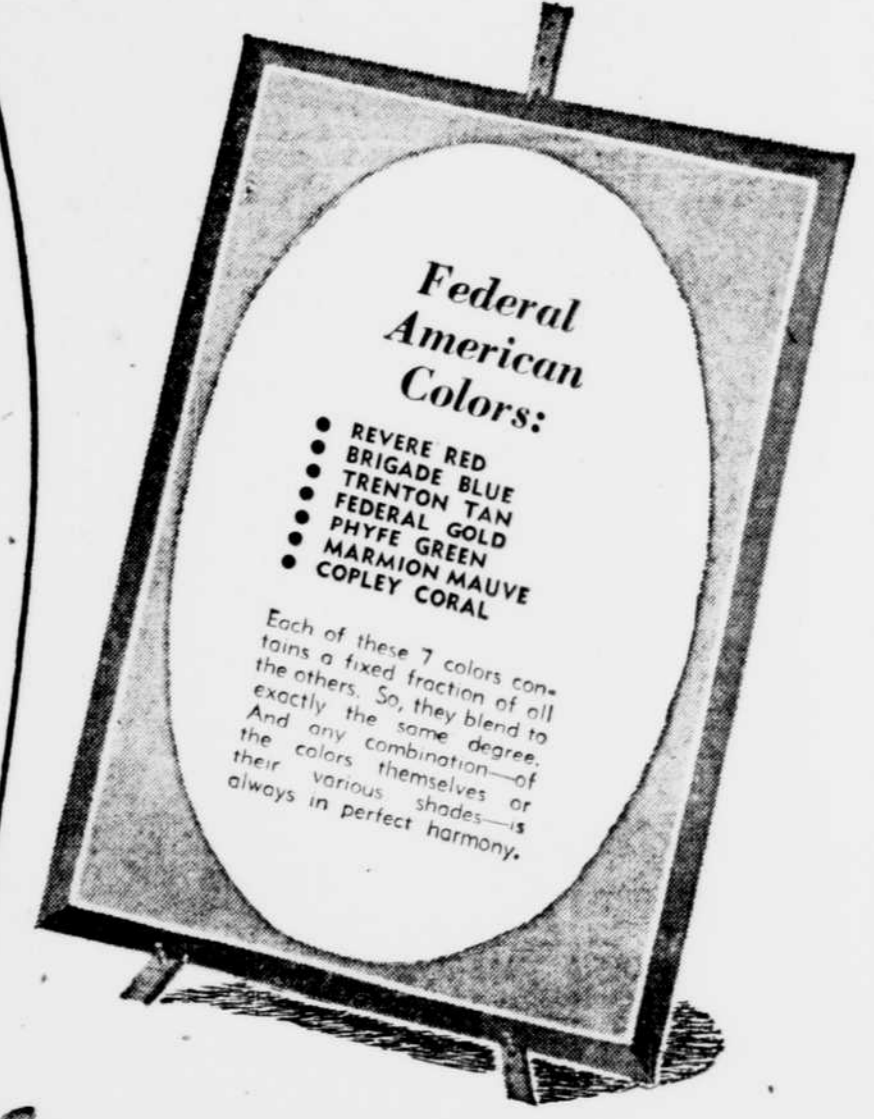 Federal
American
Colors:
● REVERE RED
● BRIGADE BLUE
● TRENTON TAN
● FEDERAL GOLD
● PHYFE GREEN
● MARMION MAUVE
● COPLEY CORAL
Each of these 7 colors con-
tains a fixed fraction of all
the others. So, they blend to
exactly the same degree.
And any combination—of
the colors themselves or
their various shades—is
always in perfect harmony.